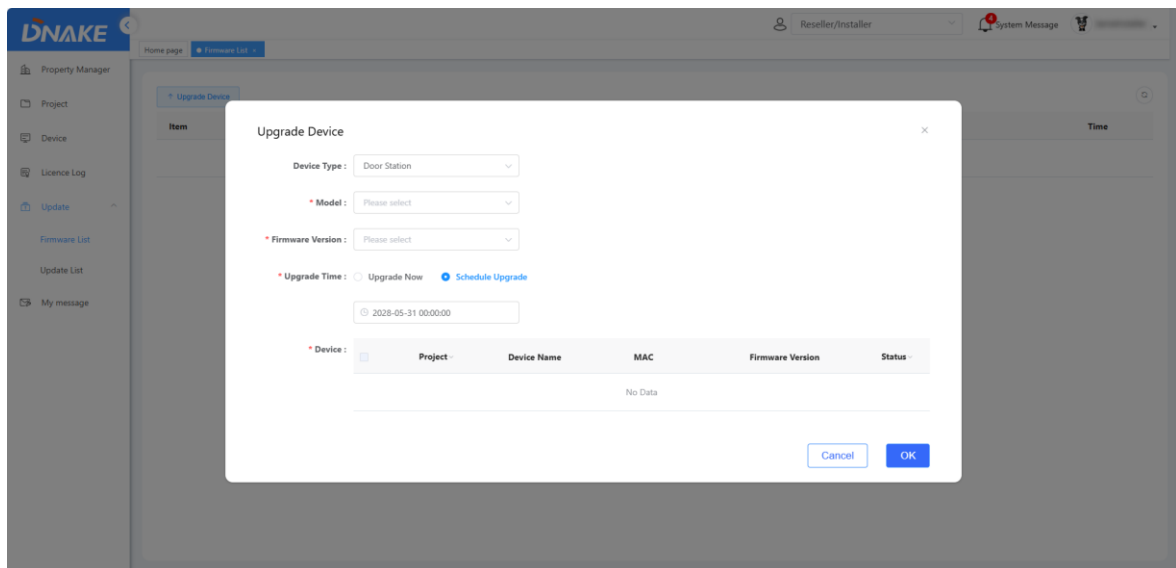 DNAKE
Reseller/Installer
4
System Message
Home page
Firmware List ×
Property Manager
Project
Device
Licence Log
Update
Firmware List
Update List
My message
Upgrade Device
Item
Time
Upgrade Device
Device Type :
Door Station
* Model :
Please select
* Firmware Version :
Please select
* Upgrade Time :
Upgrade Now
Schedule Upgrade
2028-05-31 00:00:00
* Device :
Project
Device Name
MAC
Firmware Version
Status
No Data
Cancel
OK